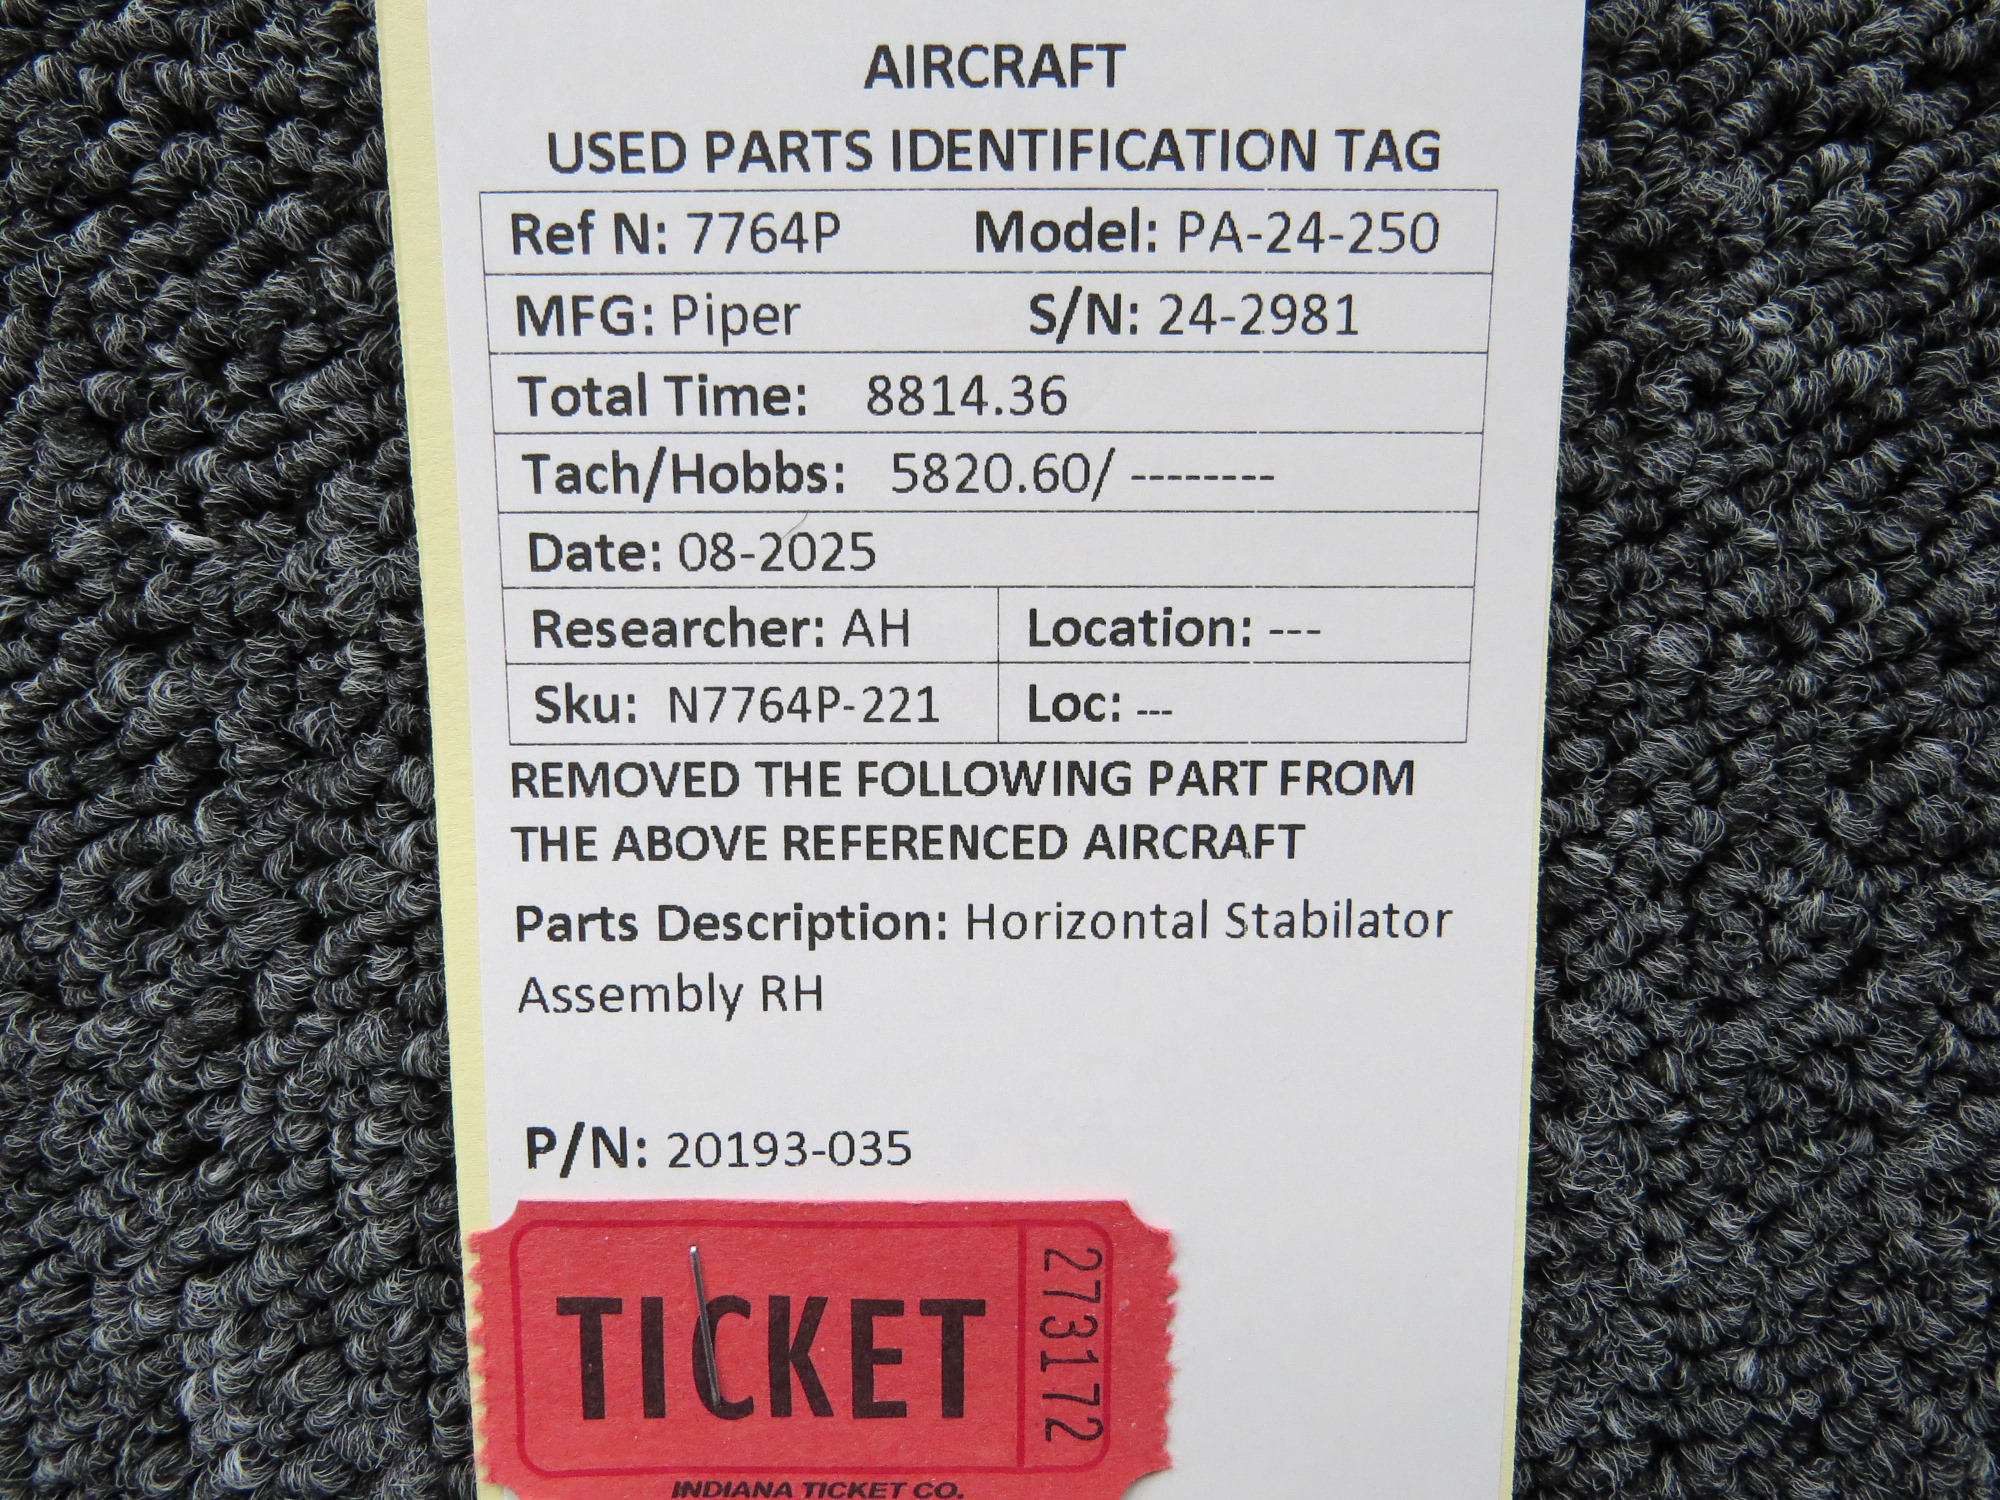 AIRCRAFT
USED PARTS IDENTIFICATION TAG
Ref N: 7764P Model: PA-24-250
MFG: Piper S/N: 24-2981
Total Time: 8814.36
Tach/Hobbs: 5820.60/ --------
Date: 08-2025
Researcher: AH Location: ---
Sku: N7764P-221 Loc: ---
REMOVED THE FOLLOWING PART FROM
THE ABOVE REFERENCED AIRCRAFT
Parts Description: Horizontal Stabilator
Assembly RH
P/N: 20193-035
TICKET
273172
INDIANA TICKET CO.